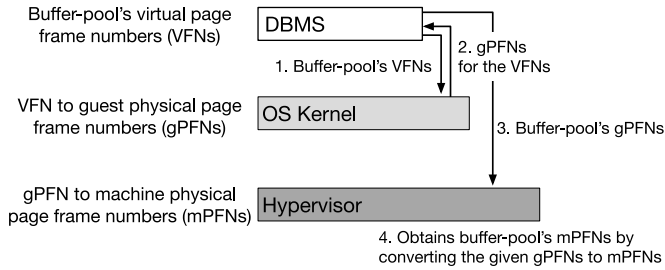 Buffer-pool's virtual page
frame numbers (VFNs)
DBMS
1. Buffer-pool's VFNs
2. gPFNs
for the VFNs
VFN to guest physical page
frame numbers (gPFNs)
OS Kernel
3. Buffer-pool's gPFNs
gPFN to machine physical
page frame numbers (mPFNs)
Hypervisor
4. Obtains buffer-pool's mPFNs by
converting the given gPFNs to mPFNs